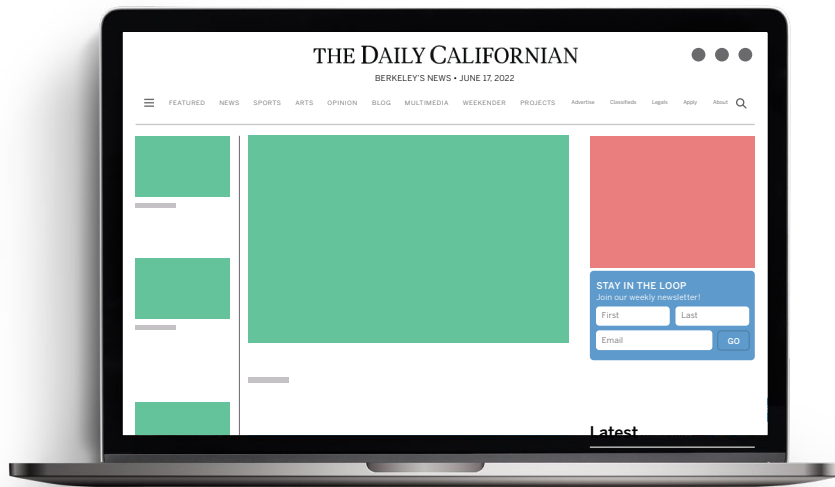 THE DAILY CALIFORNIAN
BERKELEY'S NEWS • JUNE 17, 2022
FEATURED NEWS SPORTS ARTS OPINION BLOG MULTIMEDIA WEEKENDER PROJECTS Advertise Classifieds Legals Apply About
STAY IN THE LOOP
Join our weekly newsletter!
First Last
Email GO
Latest